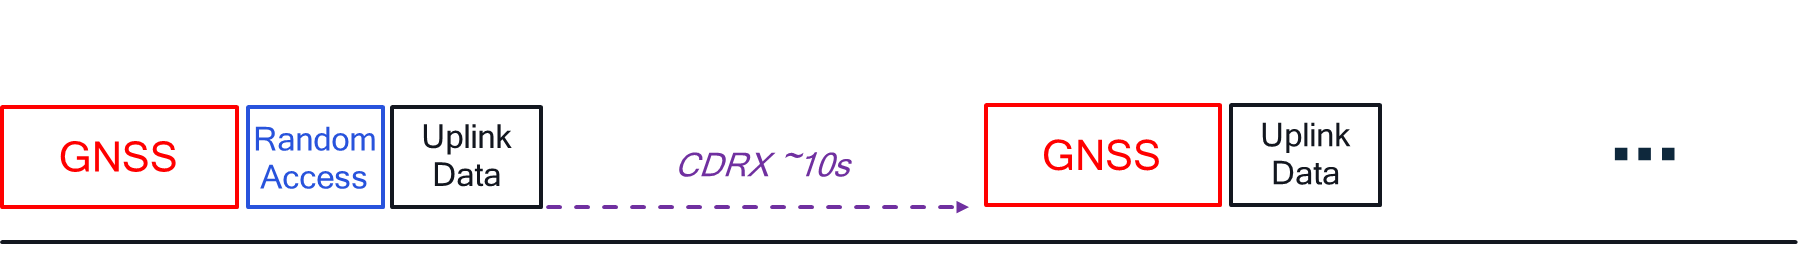 GNSS
Random
Access
Uplink
Data
CDRX ~10s
GNSS
Uplink
Data
...